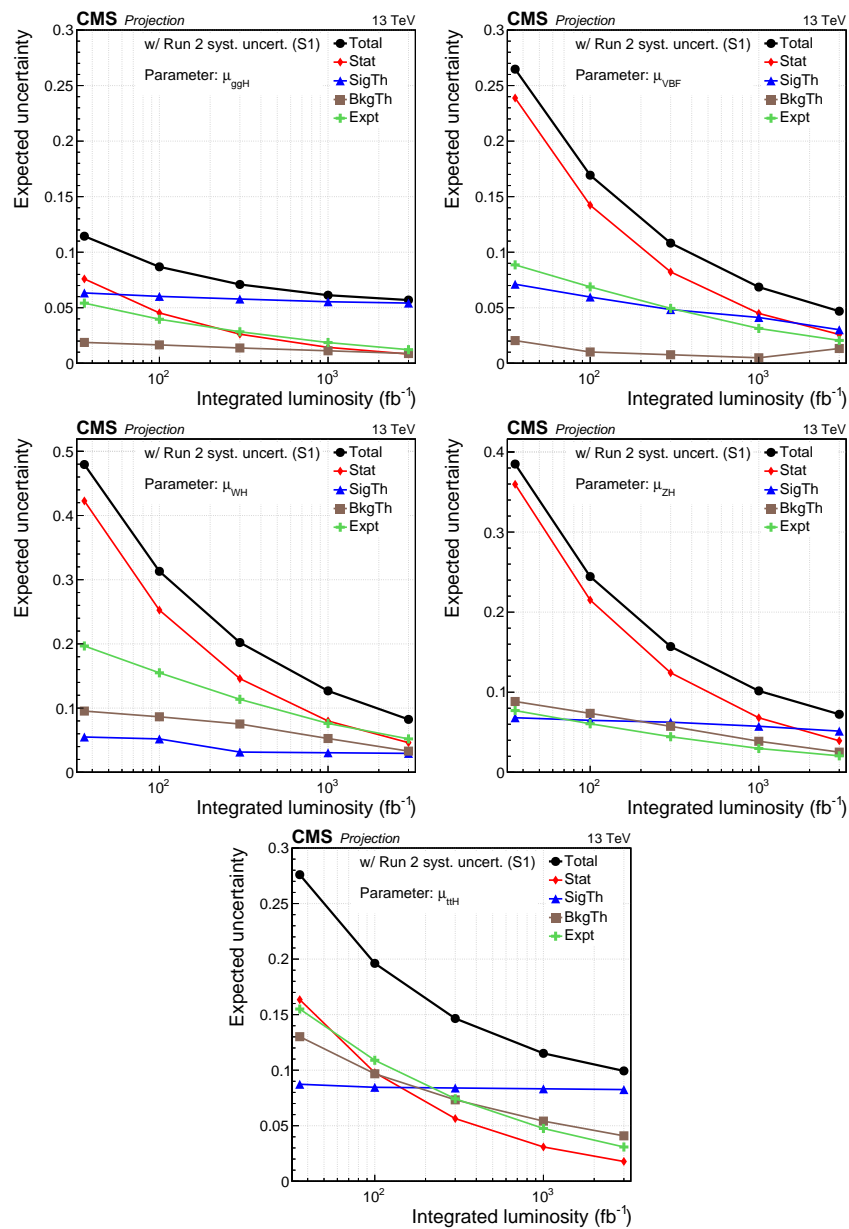 CMS Projection 13 TeV
w/ Run 2 syst. uncert. (S1)
Parameter: μggH
Total
Stat
SigTh
BkgTh
Expt
Expected uncertainty
0.3
0.25
0.2
0.15
0.1
0.05
0
10²
10³
Integrated luminosity (fb⁻¹)
CMS Projection 13 TeV
w/ Run 2 syst. uncert. (S1)
Parameter: μVBF
Total
Stat
SigTh
BkgTh
Expt
Expected uncertainty
0.3
0.25
0.2
0.15
0.1
0.05
0
10²
10³
Integrated luminosity (fb⁻¹)
CMS Projection 13 TeV
w/ Run 2 syst. uncert. (S1)
Parameter: μWH
Total
Stat
SigTh
BkgTh
Expt
Expected uncertainty
0.5
0.4
0.3
0.2
0.1
0
10²
10³
Integrated luminosity (fb⁻¹)
CMS Projection 13 TeV
w/ Run 2 syst. uncert. (S1)
Parameter: μZH
Total
Stat
SigTh
BkgTh
Expt
Expected uncertainty
0.4
0.3
0.2
0.1
0
10²
10³
Integrated luminosity (fb⁻¹)
CMS Projection 13 TeV
w/ Run 2 syst. uncert. (S1)
Parameter: μttH
Total
Stat
SigTh
BkgTh
Expt
Expected uncertainty
0.3
0.25
0.2
0.15
0.1
0.05
0
10²
10³
Integrated luminosity (fb⁻¹)